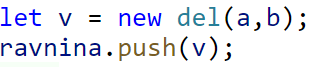 let v = new del(a,b);
ravnina.push(v);